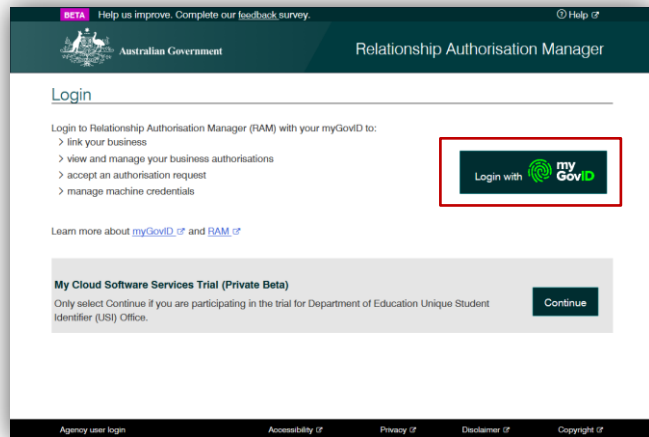 BETA Help us improve. Complete our feedback survey. Help
Australian Government
Relationship Authorisation Manager
Login
Login to Relationship Authorisation Manager (RAM) with your myGovID to:
> link your business
> view and manage your business authorisations
> accept an authorisation request
> manage machine credentials
Login with my GovID
Learn more about myGovID and RAM
My Cloud Software Services Trial (Private Beta)
Only select Continue if you are participating in the trial for Department of Education Unique Student
Identifier (USI) Office.
Continue
Agency user login Accessibility Privacy Disclaimer Copyright